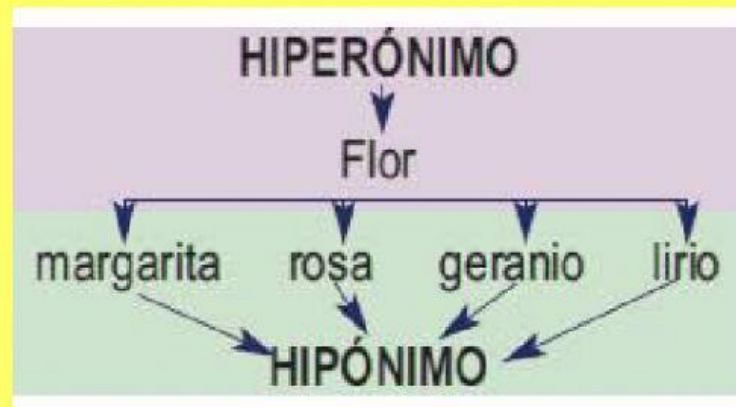 HIPERÓNIMO
Flor
margarita rosa geranio lirio
HIPÓNIMO